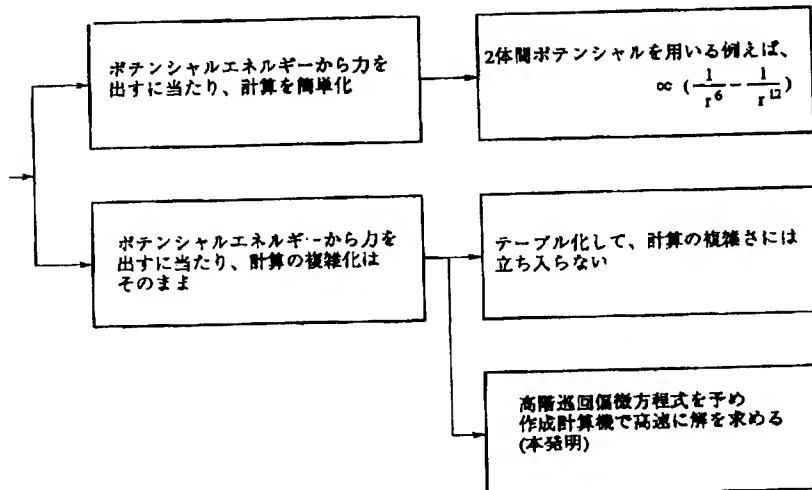 ポテンシャルエネルギーから力を
出すに当たり、計算を簡単化
2体間ポテンシャルを用いる例えば、
∝ (1/r^6 − 1/r^12)
ポテンシャルエネルギーから力を
出すに当たり、計算の複雑化は
そのまま
テーブル化して、計算の複雑さには
立ち入らない
高階巡回偏微方程式を予め
作成計算機で高速に解を求める
(本発明)